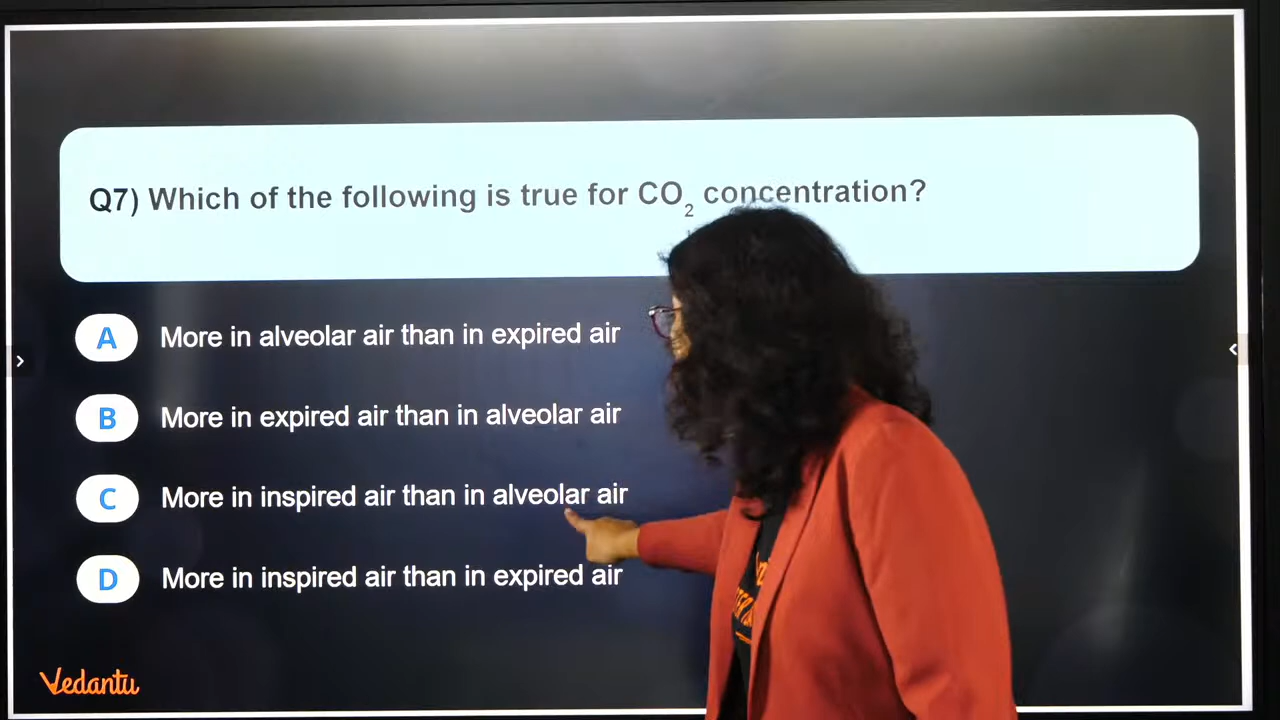 Q7) Which of the following is true for CO₂ concentration?
A More in alveolar air than in expired air
B More in expired air than in alveolar air
C More in inspired air than in alveolar air
D More in inspired air than in expired air
Vedantu